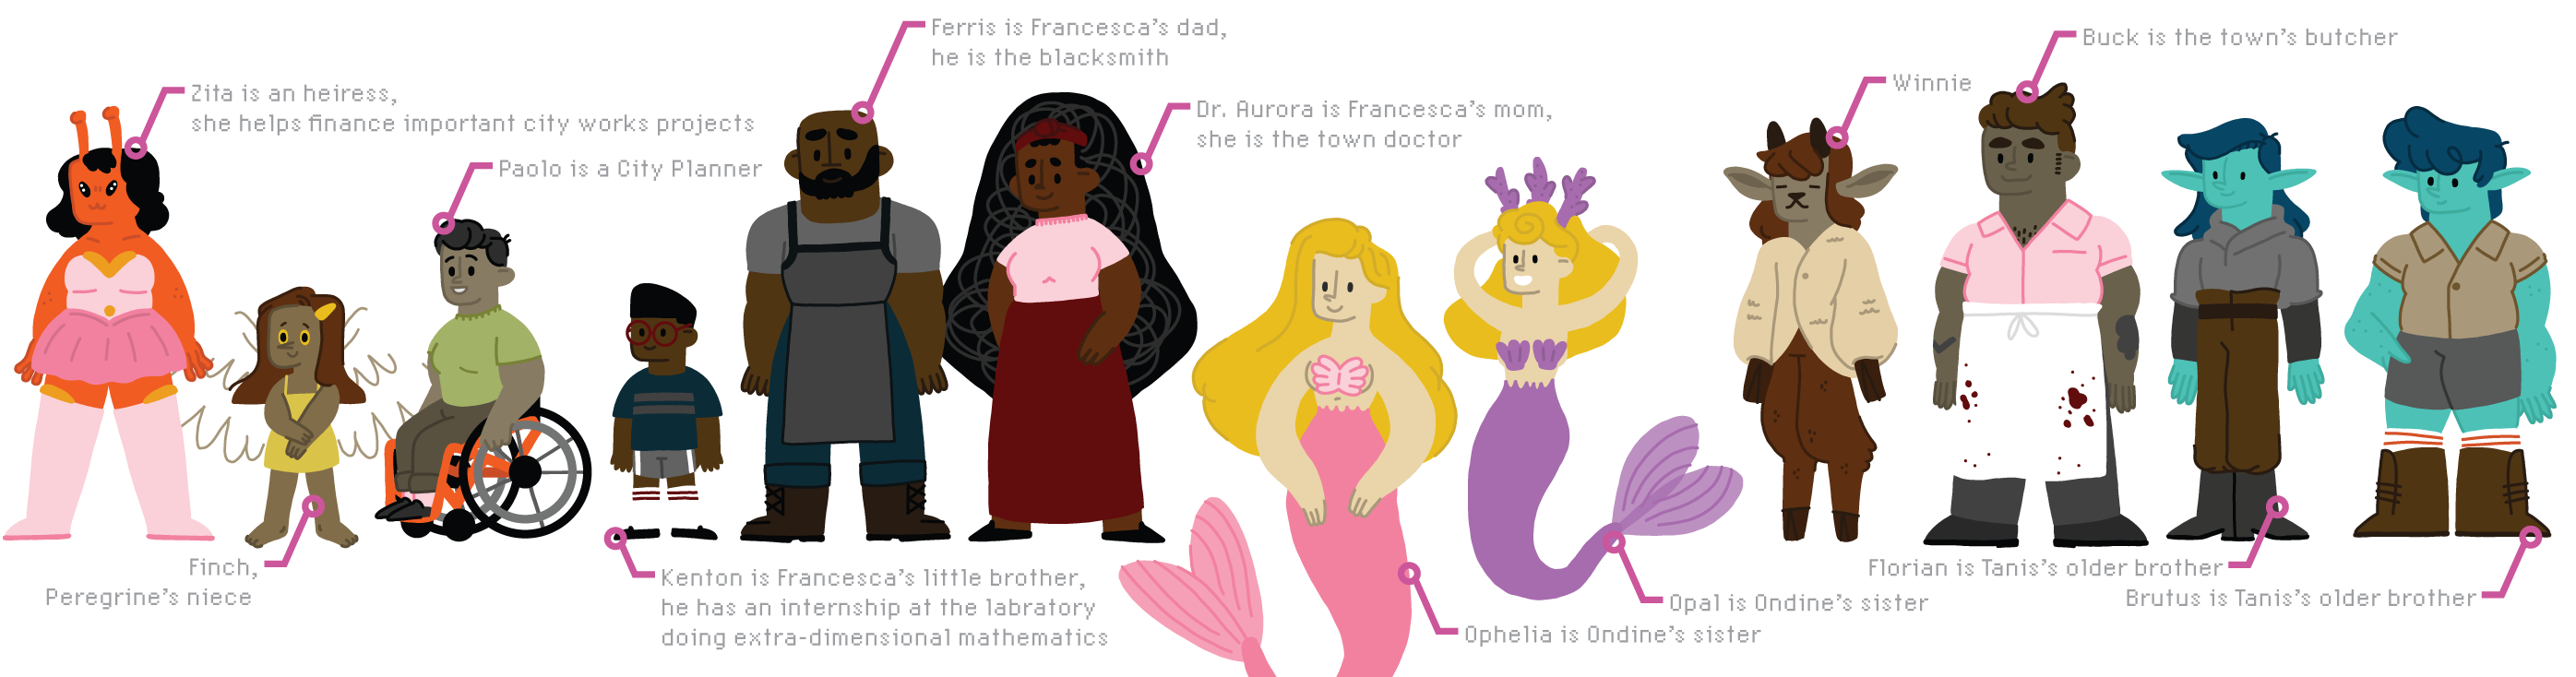 Zita is an heiress,
she helps finance important city works projects
Paolo is a City Planner
Ferris is Francesca's dad,
he is the blacksmith
Dr. Aurora is Francesca's mom,
she is the town doctor
Winnie
Buck is the town's butcher
Finch,
Peregrine's niece
Kenton is Francesca's little brother,
he has an internship at the labratory
doing extra-dimensional mathematics
Ophelia is Ondine's sister
Opal is Ondine's sister
Florian is Tanis's older brother
Brutus is Tanis's older brother